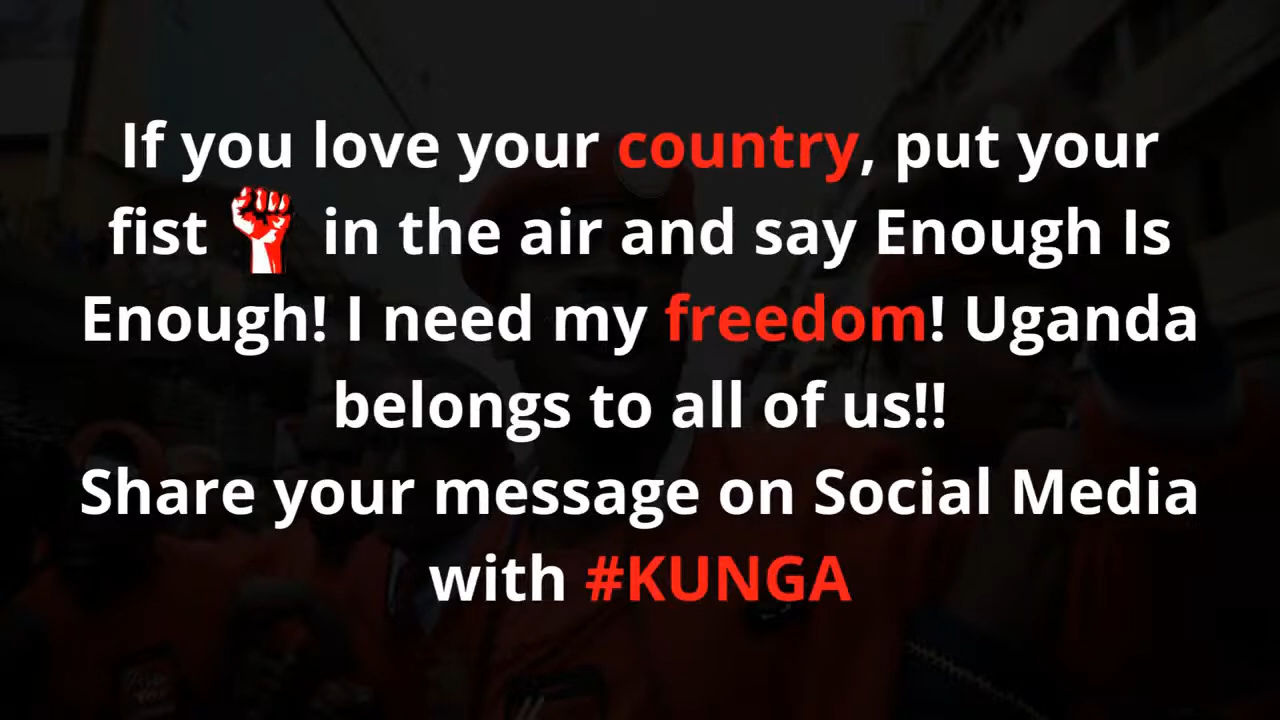 If you love your country, put your
fist ✊ in the air and say Enough Is
Enough! I need my freedom! Uganda
belongs to all of us!!
Share your message on Social Media
with #KUNGA